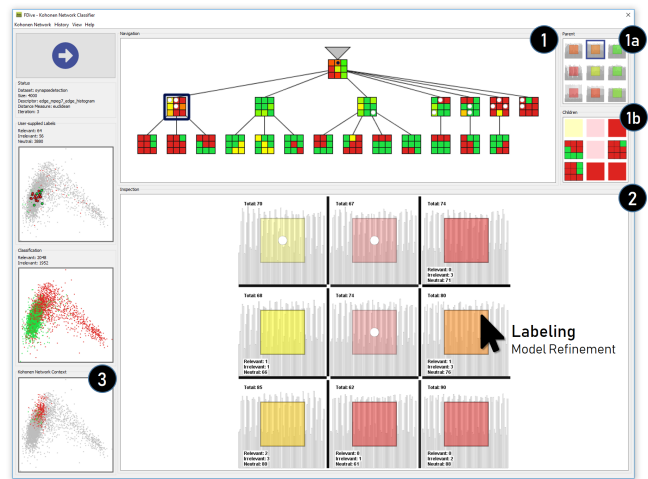 FDive - Kohonen Network Classifier
Kohonen Network History View Help
Navigation
1
Parent
1a
Status
Dataset: synapsedetection
Size: 4000
Descriptor: edge_mpeg7_edge_histogram
Distance Measure: euclidean
Iteration: 3
User-supplied Labels
Relevant: 64
Irrelevant: 56
Neutral: 3880
Children
1b
Inspection
2
Total: 70
Total: 67
Total: 74
Relevant: 0
Irrelevant: 3
Neutral: 71
Classification
Relevant: 2048
Irrelevant: 1952
Total: 68
Relevant: 1
Irrelevant: 1
Neutral: 66
Total: 74
Total: 80
Relevant: 1
Irrelevant: 3
Neutral: 76
Labeling
Model Refinement
Kohonen Network Context
3
Total: 85
Relevant: 2
Irrelevant: 3
Neutral: 80
Total: 62
Relevant: 0
Irrelevant: 1
Neutral: 61
Total: 90
Relevant: 0
Irrelevant: 2
Neutral: 88